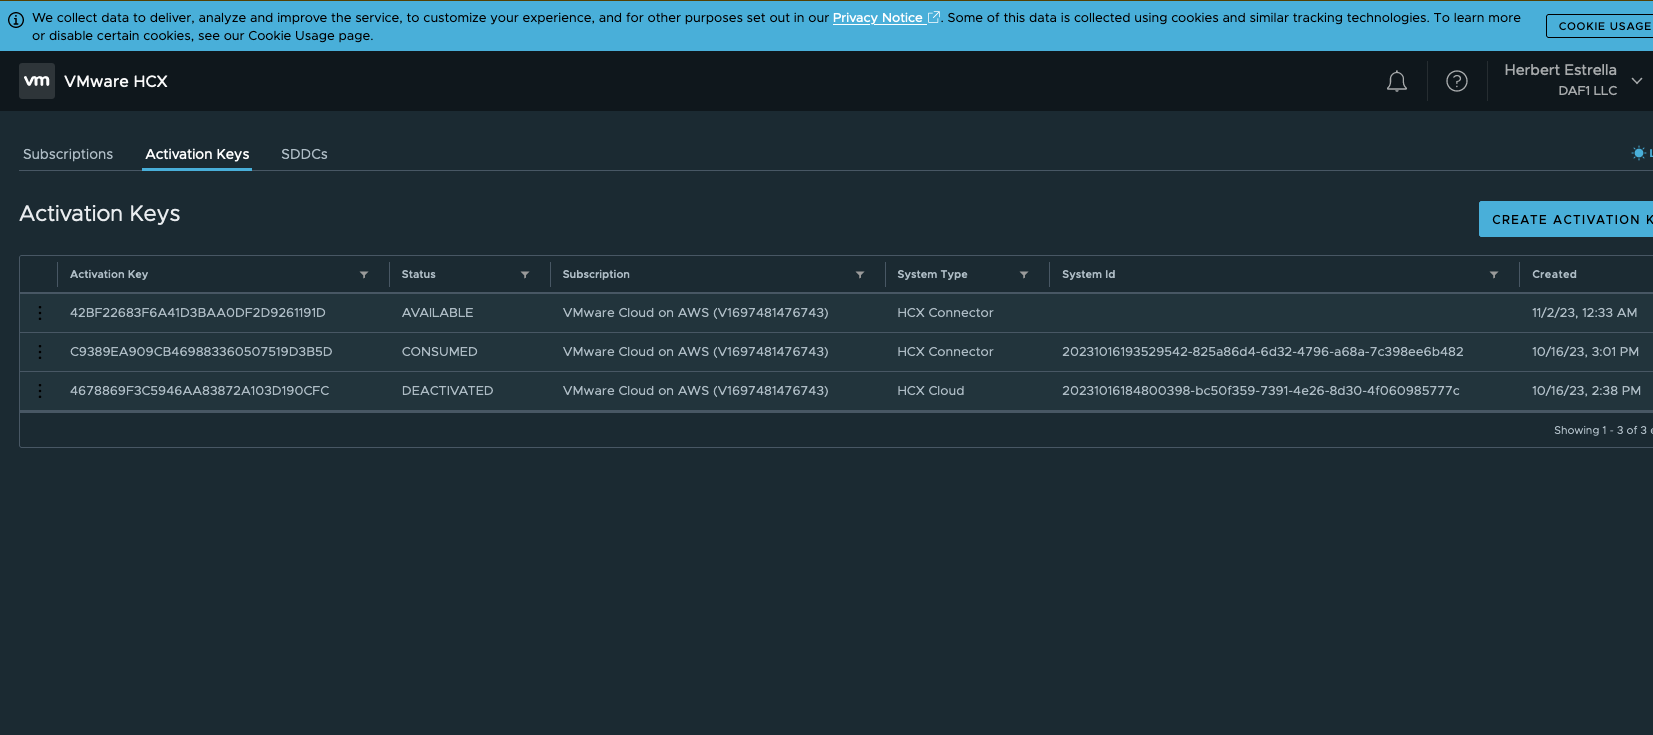 We collect data to deliver, analyze and improve the service, to customize your experience, and for other purposes set out in our Privacy Notice. Some of this data is collected using cookies and similar tracking technologies. To learn more
or disable certain cookies, see our Cookie Usage page.
COOKIE USAGE
vm VMware HCX
Herbert Estrella
DAF1 LLC
Subscriptions Activation Keys SDDCs
Activation Keys
CREATE ACTIVATION K
Activation Key Status Subscription System Type System Id Created
42BF22683F6A41D3BAA0DF2D9261191D AVAILABLE VMware Cloud on AWS (V1697481476743) HCX Connector 11/2/23, 12:33 AM
C9389EA909CB469883360507519D3B5D CONSUMED VMware Cloud on AWS (V1697481476743) HCX Connector 20231016193529542-825a86d4-6d32-4796-a68a-7c398ee6b482 10/16/23, 3:01 PM
4678869F3C5946AA83872A103D190CFC DEACTIVATED VMware Cloud on AWS (V1697481476743) HCX Cloud 20231016184800398-bc50f359-7391-4e26-8d30-4f060985777c 10/16/23, 2:38 PM
Showing 1 - 3 of 3